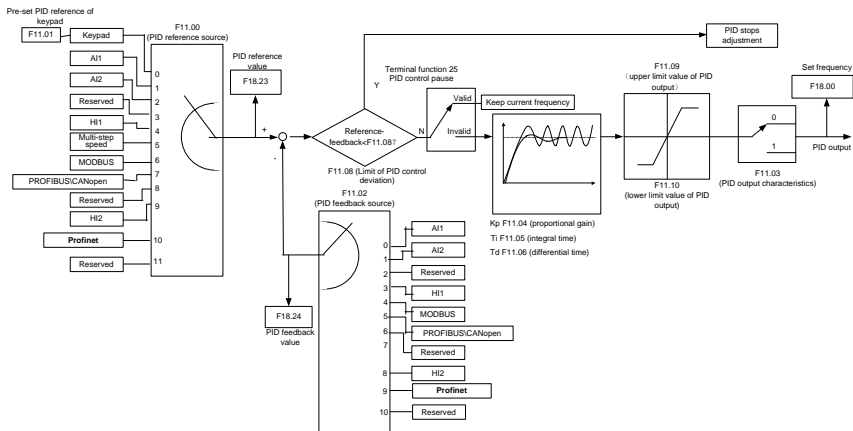 Pre-set PID reference of
keypad
F11.01
Keypad
AI1
AI2
Reserved
HI1
Multi-step
speed
MODBUS
PROFIBUS\CANopen
Reserved
HI2
Profinet
Reserved
F11.00
(PID reference source)
0
1
2
3
4
5
6
7
8
9
10
11
PID reference
value
F18.23
+
-
Reference-
feedback<F11.08?
F11.08 (Limit of PID control
deviation)
Y
N
PID stops
adjustment
Terminal function 25
PID control pause
Valid
Invalid
Keep current frequency
Kp F11.04 (proportional gain)
Ti F11.05 (integral time)
Td F11.06 (differential time)
F11.09
(upper limit value of PID
output)
F11.10
(lower limit value of PID
output)
0
1
F11.03
(PID output characteristics)
Set frequency
F18.00
PID output
F11.02
(PID feedback source)
F18.24
PID feedback
value
0
1
2
3
4
5
6
7
8
9
10
AI1
AI2
Reserved
HI1
MODBUS
PROFIBUS\CANopen
Reserved
HI2
Profinet
Reserved